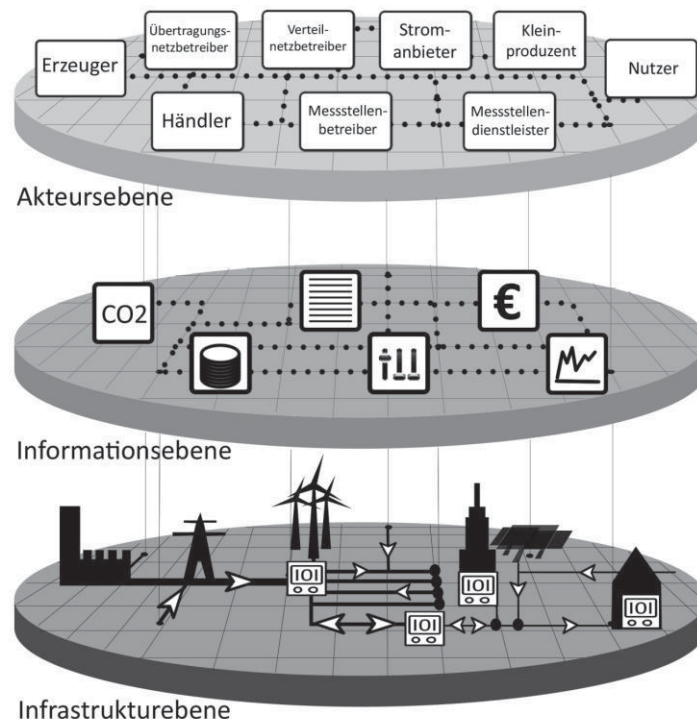 Erzeuger
Übertragungs-
netzbetreiber
Verteil-
netzbetreiber
Strom-
anbieter
Klein-
produzent
Nutzer
Händler
Messstellen-
betreiber
Messstellen-
dienstleister
Akteursebene
CO2
€
Informationsebene
IOI
IOI
IOI
IOI
Infrastrukturebene